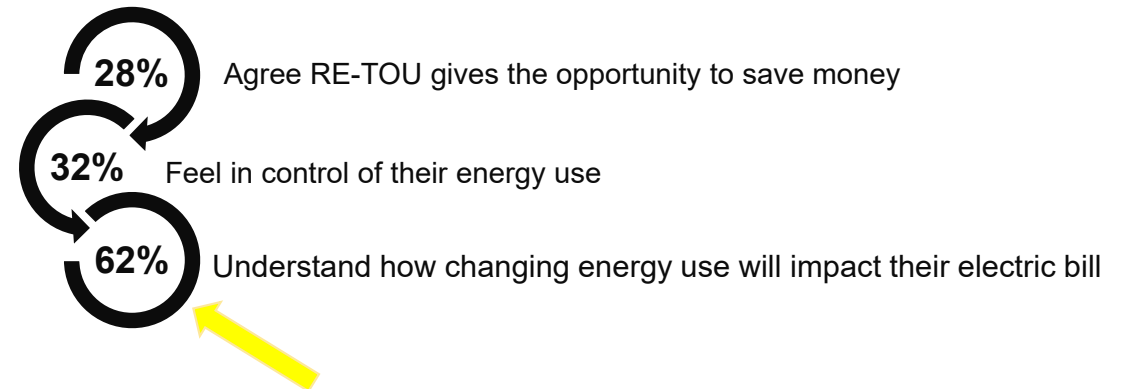 28% Agree RE-TOU gives the opportunity to save money
32% Feel in control of their energy use
62% Understand how changing energy use will impact their electric bill